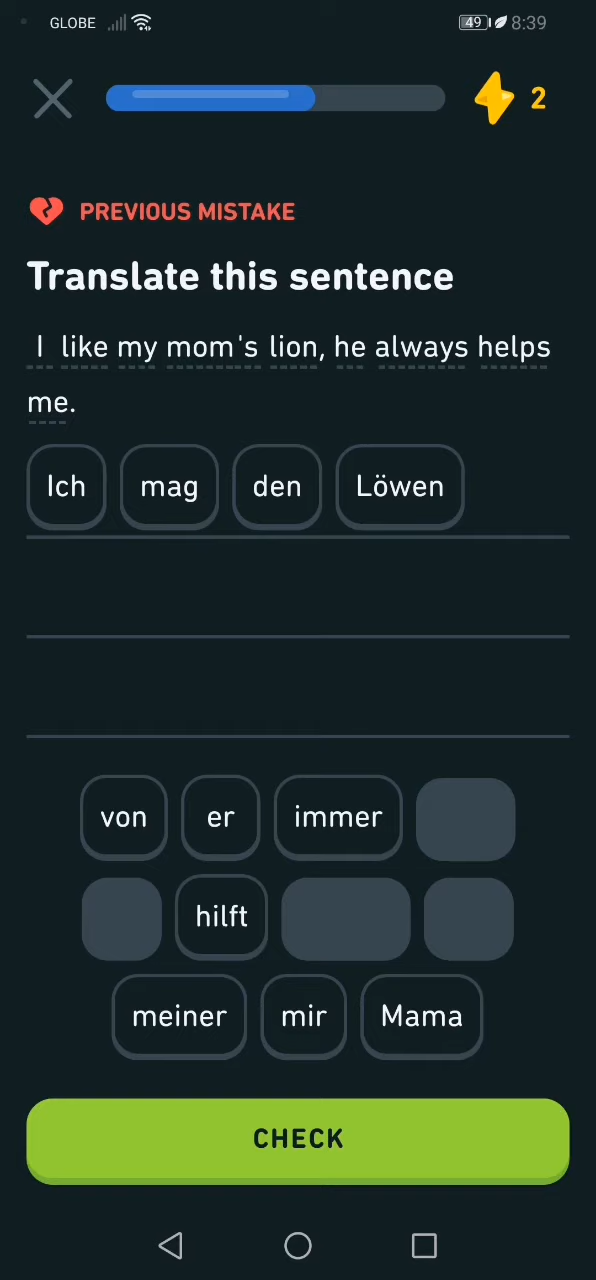 GLOBE 49 8:39
2
PREVIOUS MISTAKE
Translate this sentence
I like my mom's lion, he always helps
me.
Ich mag den Löwen
von er immer
hilft
meiner mir Mama
CHECK